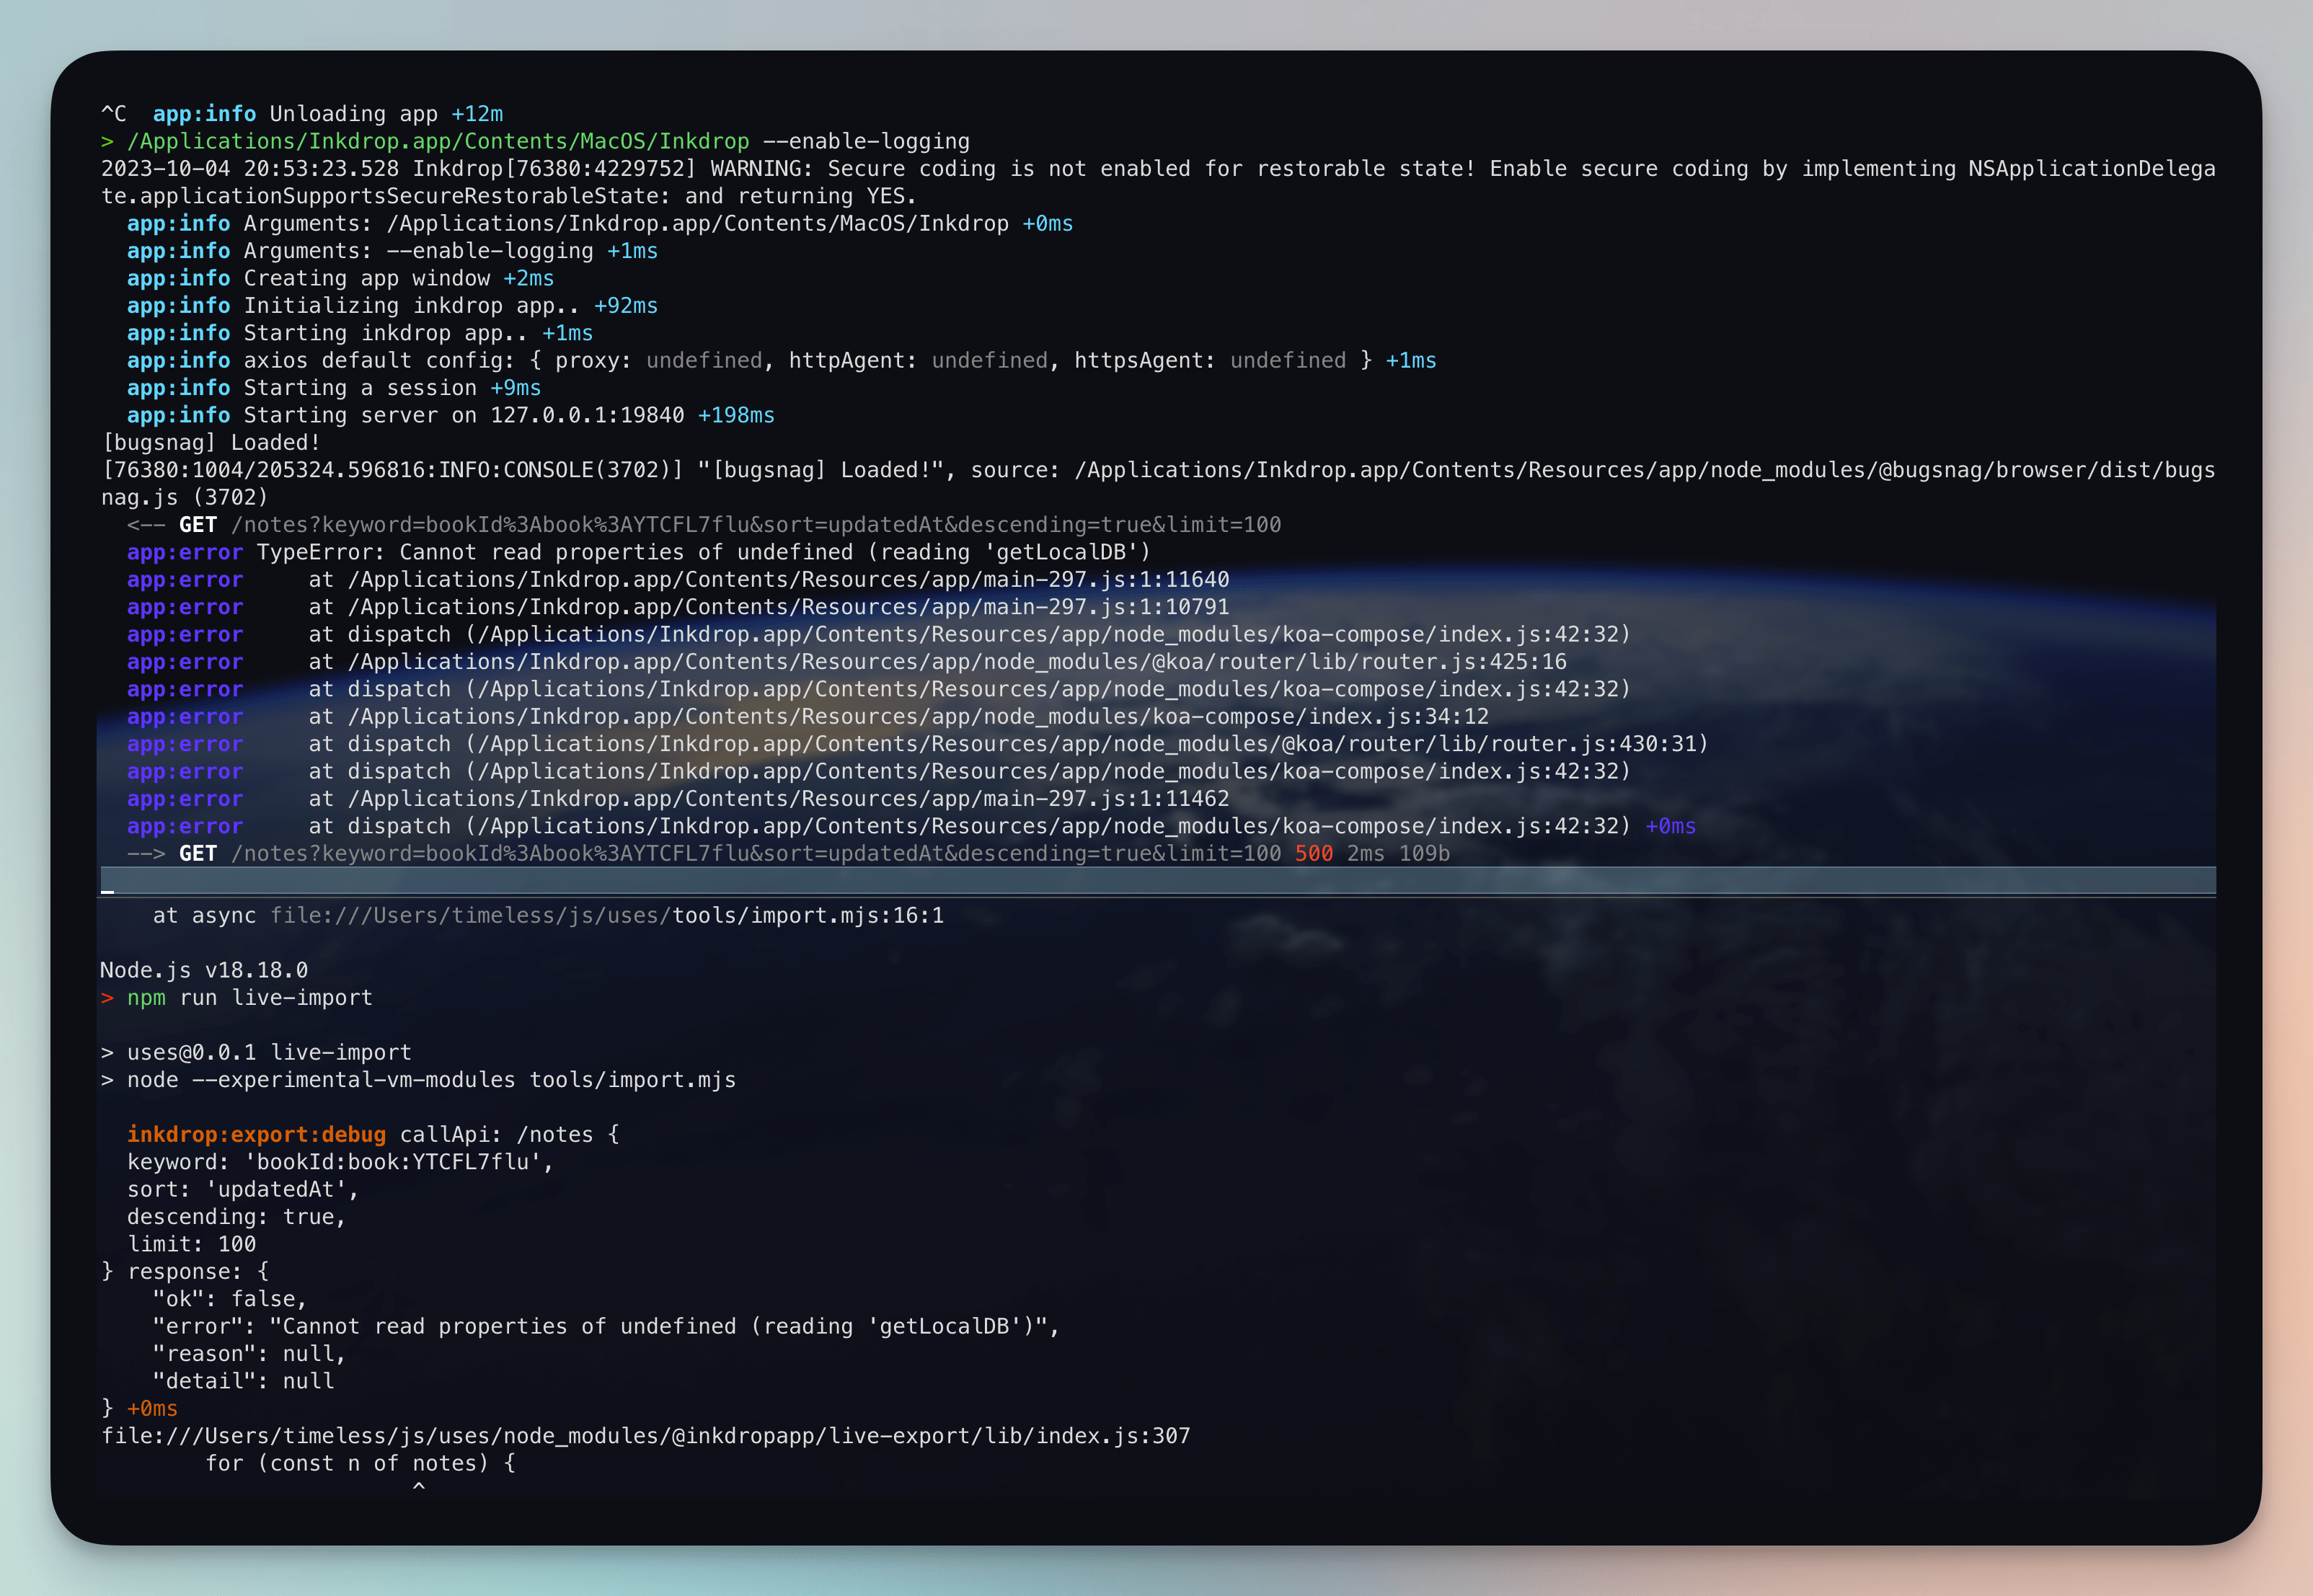 ^C  app:info Unloading app +12m
> /Applications/Inkdrop.app/Contents/MacOS/Inkdrop --enable-logging
2023-10-04 20:53:23.528 Inkdrop[76380:4229752] WARNING: Secure coding is not enabled for restorable state! Enable secure coding by implementing NSApplicationDelega
te.applicationSupportsSecureRestorableState: and returning YES.
  app:info Arguments: /Applications/Inkdrop.app/Contents/MacOS/Inkdrop +0ms
  app:info Arguments: --enable-logging +1ms
  app:info Creating app window +2ms
  app:info Initializing inkdrop app.. +92ms
  app:info Starting inkdrop app.. +1ms
  app:info axios default config: { proxy: undefined, httpAgent: undefined, httpsAgent: undefined } +1ms
  app:info Starting a session +9ms
  app:info Starting server on 127.0.0.1:19840 +198ms
[bugsnag] Loaded!
[76380:1004/205324.596816:INFO:CONSOLE(3702)] "[bugsnag] Loaded!", source: /Applications/Inkdrop.app/Contents/Resources/app/node_modules/@bugsnag/browser/dist/bugs
nag.js (3702)
  <-- GET /notes?keyword=bookId%3Abook%3AYTCFL7flu&sort=updatedAt&descending=true&limit=100
  app:error TypeError: Cannot read properties of undefined (reading 'getLocalDB')
  app:error     at /Applications/Inkdrop.app/Contents/Resources/app/main-297.js:1:11640
  app:error     at /Applications/Inkdrop.app/Contents/Resources/app/main-297.js:1:10791
  app:error     at dispatch (/Applications/Inkdrop.app/Contents/Resources/app/node_modules/koa-compose/index.js:42:32)
  app:error     at /Applications/Inkdrop.app/Contents/Resources/app/node_modules/@koa/router/lib/router.js:425:16
  app:error     at dispatch (/Applications/Inkdrop.app/Contents/Resources/app/node_modules/koa-compose/index.js:42:32)
  app:error     at /Applications/Inkdrop.app/Contents/Resources/app/node_modules/koa-compose/index.js:34:12
  app:error     at dispatch (/Applications/Inkdrop.app/Contents/Resources/app/node_modules/@koa/router/lib/router.js:430:31)
  app:error     at dispatch (/Applications/Inkdrop.app/Contents/Resources/app/node_modules/koa-compose/index.js:42:32)
  app:error     at /Applications/Inkdrop.app/Contents/Resources/app/main-297.js:1:11462
  app:error     at dispatch (/Applications/Inkdrop.app/Contents/Resources/app/node_modules/koa-compose/index.js:42:32) +0ms
  --> GET /notes?keyword=bookId%3Abook%3AYTCFL7flu&sort=updatedAt&descending=true&limit=100 500 2ms 109b
    at async file:///Users/timeless/js/uses/tools/import.mjs:16:1
Node.js v18.18.0
> npm run live-import
> uses@0.0.1 live-import
> node --experimental-vm-modules tools/import.mjs
  inkdrop:export:debug callApi: /notes {
  keyword: 'bookId:book:YTCFL7flu',
  sort: 'updatedAt',
  descending: true,
  limit: 100
} response: {
    "ok": false,
    "error": "Cannot read properties of undefined (reading 'getLocalDB')",
    "reason": null,
    "detail": null
} +0ms
file:///Users/timeless/js/uses/node_modules/@inkdropapp/live-export/lib/index.js:307
        for (const n of notes) {
                        ^